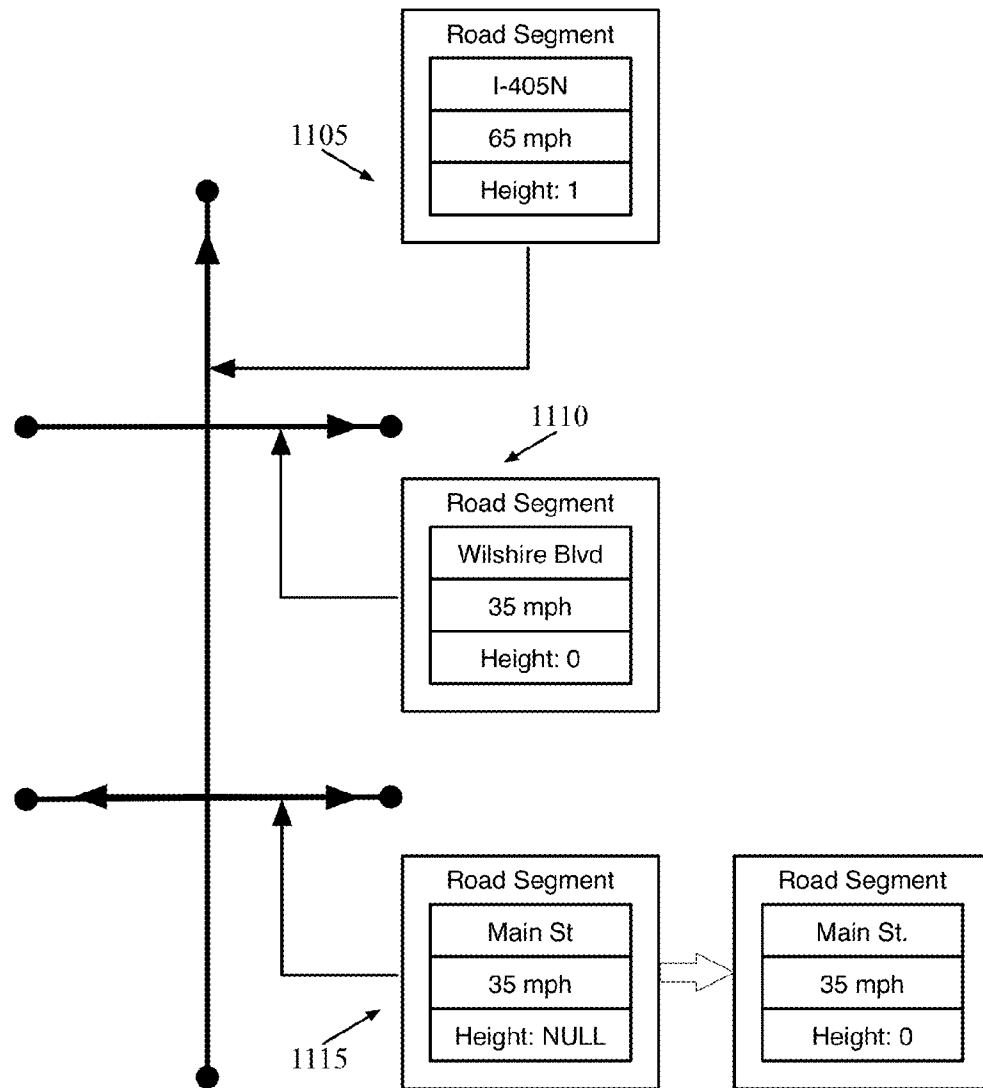 Road Segment
I-405N
65 mph
Height: 1
1105
1110
Road Segment
Wilshire Blvd
35 mph
Height: 0
Road Segment
Main St
35 mph
Height: NULL
1115
Road Segment
Main St.
35 mph
Height: 0